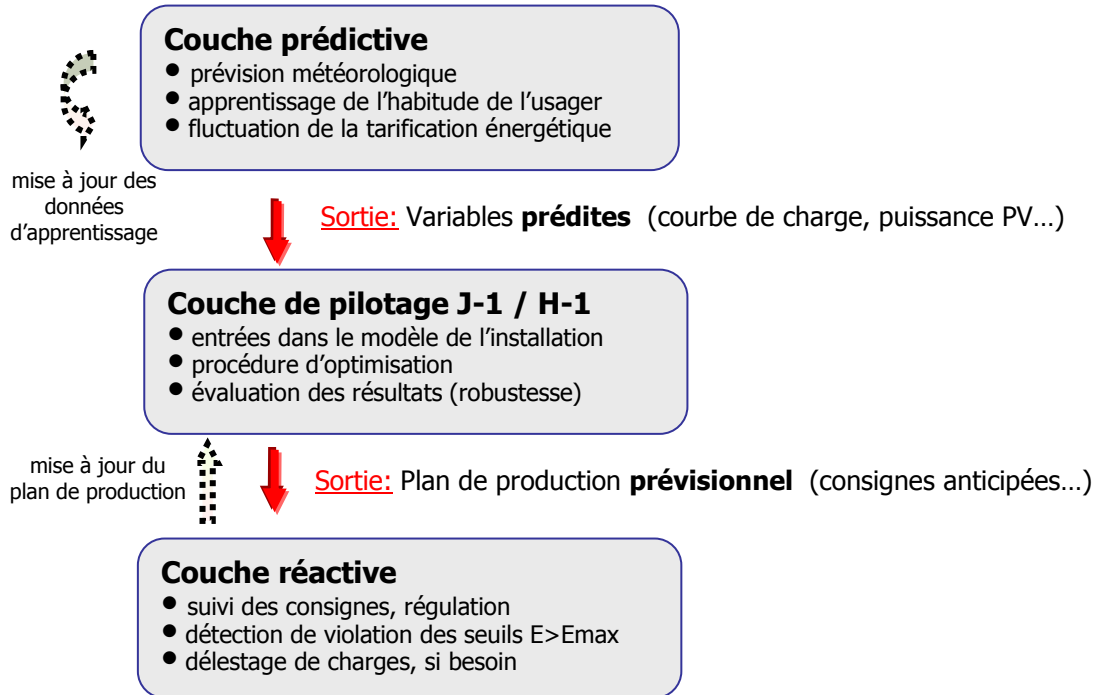 Couche prédictive
● prévision météorologique
● apprentissage de l’habitude de l’usager
● fluctuation de la tarification énergétique
mise à jour des
données
d’apprentissage
Sortie: Variables prédites (courbe de charge, puissance PV…)
Couche de pilotage J-1 / H-1
● entrées dans le modèle de l’installation
● procédure d’optimisation
● évaluation des résultats (robustesse)
mise à jour du
plan de production
Sortie: Plan de production prévisionnel (consignes anticipées…)
Couche réactive
● suivi des consignes, régulation
● détection de violation des seuils E>Emax
● délestage de charges, si besoin